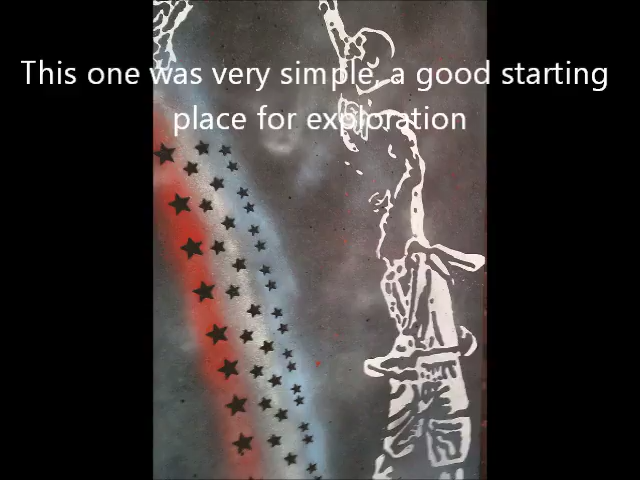 This one was very simple, a good starting
place for exploration